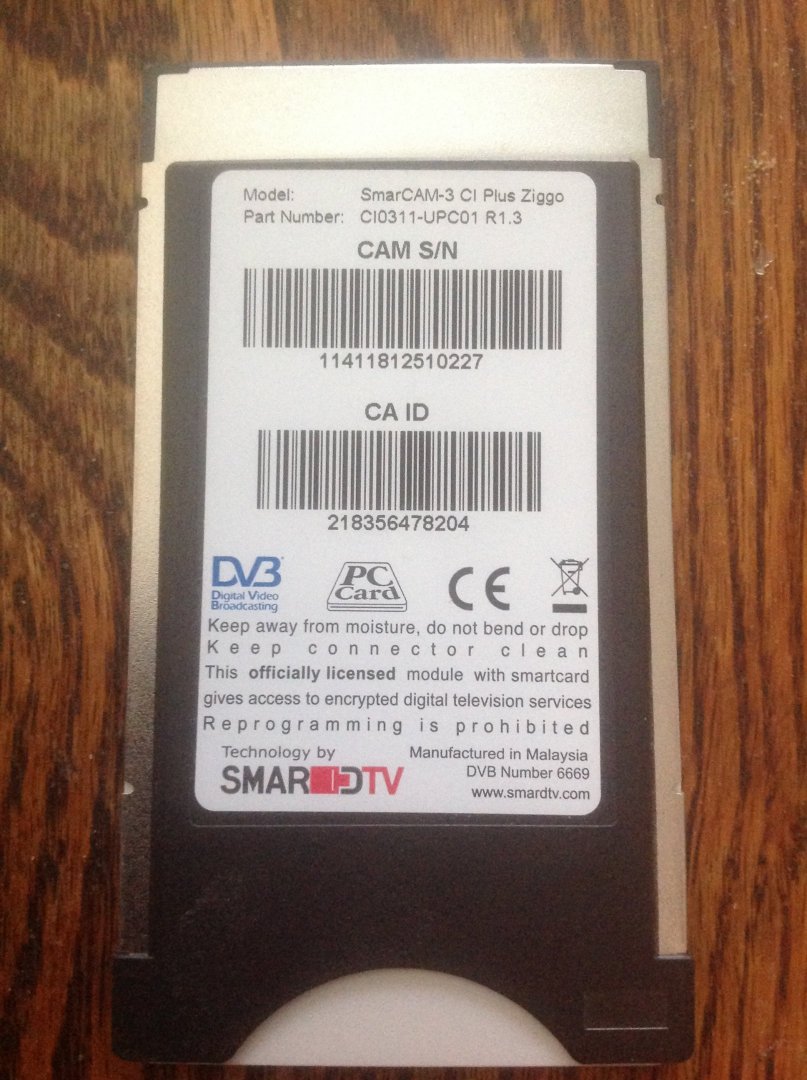 Model: SmarCAM-3 CI Plus Ziggo
Part Number: CI0311-UPC01 R1.3
CAM S/N
11411812510227
CA ID
218356478204
DVB
Digital Video
Broadcasting
PC
Card
CE
Keep away from moisture, do not bend or drop
Keep connector clean
This officially licensed module with smartcard
gives access to encrypted digital television services
Reprogramming is prohibited
Technology by
SMARDTV
Manufactured in Malaysia
DVB Number 6669
www.smardtv.com